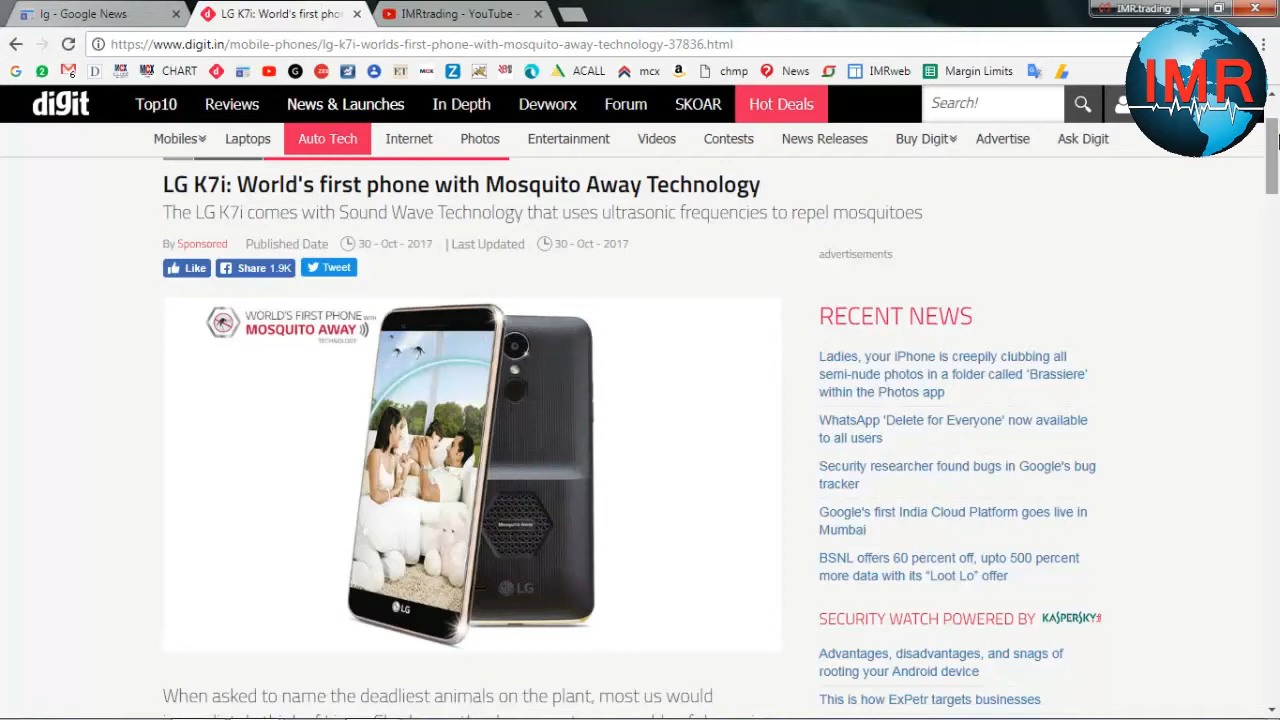 lg - Google News
LG K7i: World's first pho
IMRtrading - YouTube -
IMR.trading
https://www.digit.in/mobile-phones/lg-k7i-worlds-first-phone-with-mosquito-away-technology-37836.html
CHART
ACALL
mcx
chmp
News
IMRweb
Margin Limits
IMR
digit
Top10
Reviews
News & Launches
In Depth
Devworx
Forum
SKOAR
Hot Deals
Search!
Mobiles
Laptops
Auto Tech
Internet
Photos
Entertainment
Videos
Contests
News Releases
Buy Digit
Advertise
Ask Digit
LG K7i: World's first phone with Mosquito Away Technology
The LG K7i comes with Sound Wave Technology that uses ultrasonic frequencies to repel mosquitoes
By Sponsored Published Date 30 - Oct - 2017 | Last Updated 30 - Oct - 2017
Like Share 1.9K Tweet
WORLD'S FIRST PHONE WITH
MOSQUITO AWAY
TECHNOLOGY
Mosquito Away
LG
LG
When asked to name the deadliest animals on the plant, most us would
advertisements
RECENT NEWS
Ladies, your iPhone is creepily clubbing all
semi-nude photos in a folder called 'Brassiere'
within the Photos app
WhatsApp 'Delete for Everyone' now available
to all users
Security researcher found bugs in Google's bug
tracker
Google's first India Cloud Platform goes live in
Mumbai
BSNL offers 60 percent off, upto 500 percent
more data with its "Loot Lo" offer
SECURITY WATCH POWERED BY KASPERSKY
Advantages, disadvantages, and snags of
rooting your Android device
This is how ExPetr targets businesses